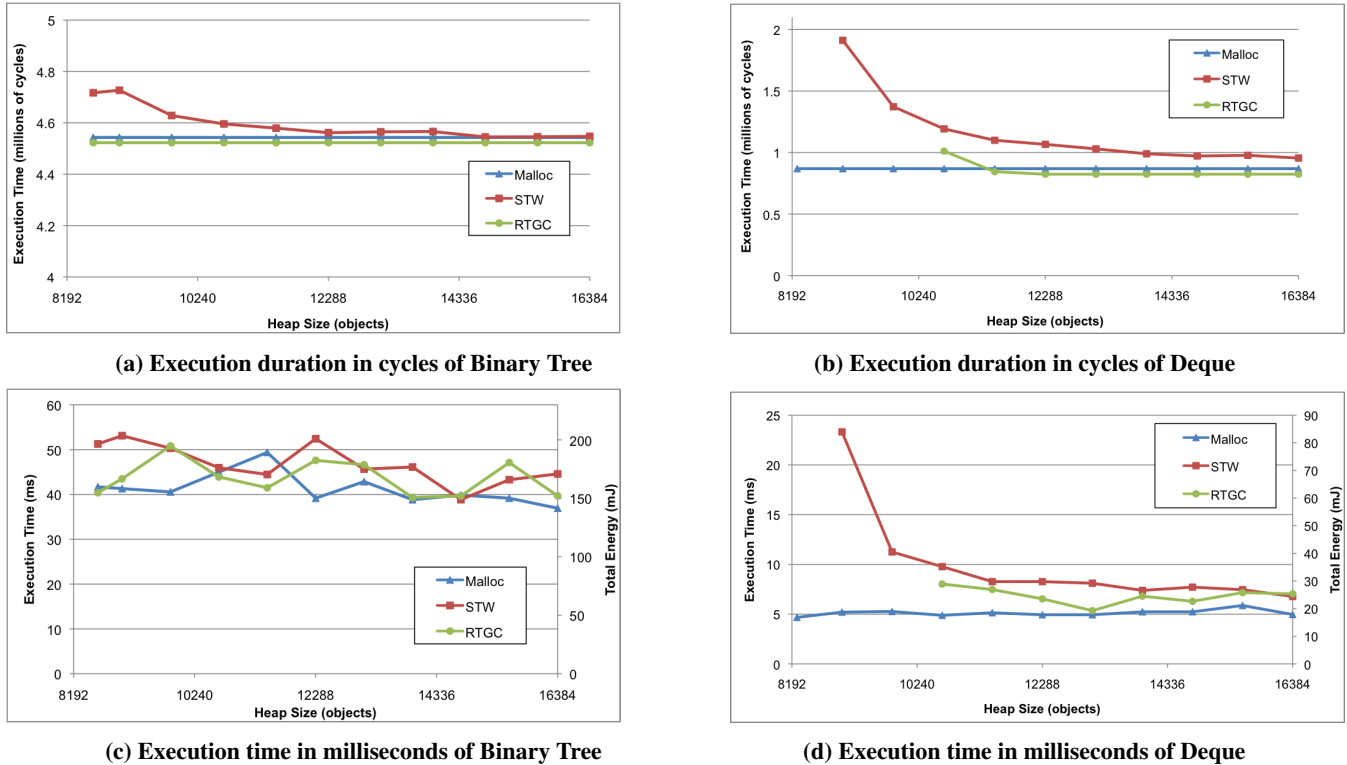 5
4.8
4.6
4.4
4.2
4
Execution Time (millions of cycles)
Malloc
STW
RTGC
8192 10240 12288 14336 16384
Heap Size (objects)
(a) Execution duration in cycles of Binary Tree
2
1.5
1
0.5
0
Execution Time (millions of cycles)
Malloc
STW
RTGC
8192 10240 12288 14336 16384
Heap Size (objects)
(b) Execution duration in cycles of Deque
60
50
40
30
20
10
0
Execution Time (ms)
200
150
100
50
0
Total Energy (mJ)
Malloc
STW
RTGC
8192 10240 12288 14336 16384
Heap Size (objects)
(c) Execution time in milliseconds of Binary Tree
25
20
15
10
5
0
Execution Time (ms)
90
80
70
60
50
40
30
20
10
0
Total Energy (mJ)
Malloc
STW
RTGC
8192 10240 12288 14336 16384
Heap Size (objects)
(d) Execution time in milliseconds of Deque